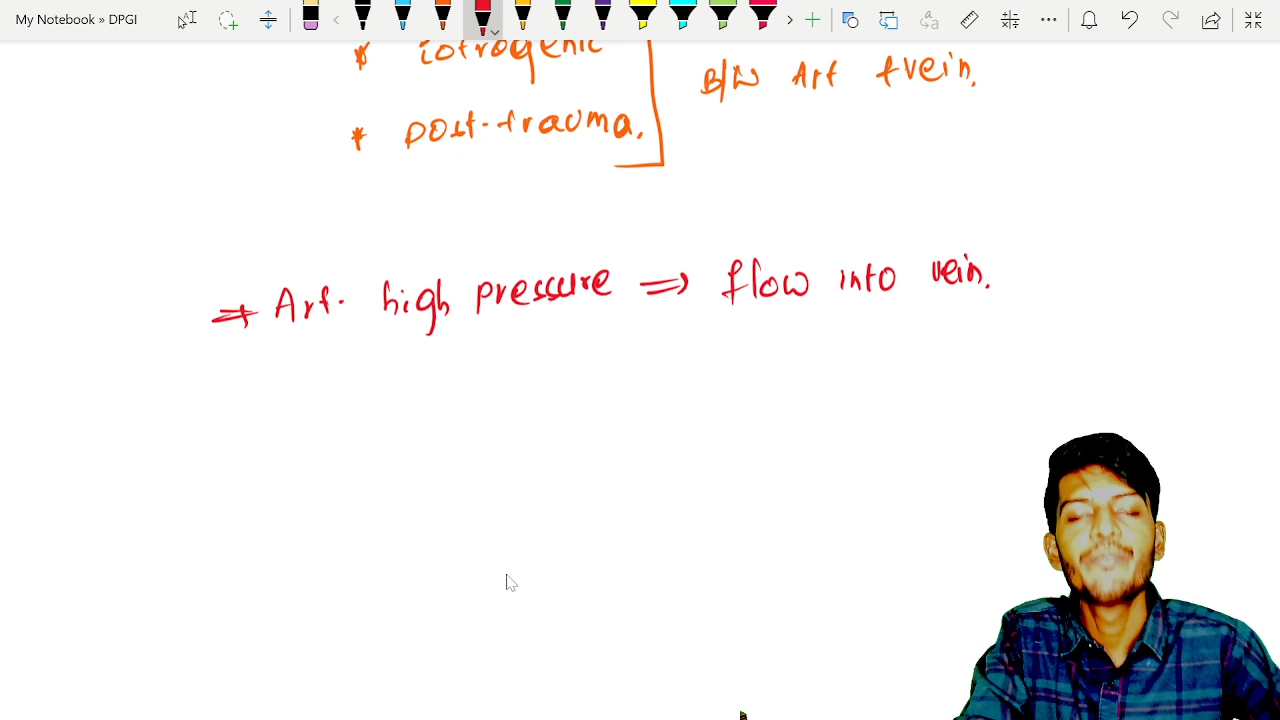 My Notebook » DPGI
* iatrogenic
B/W Art + vein.
* post-trauma.
⇒ Art. high pressure ⇒ flow into vein.